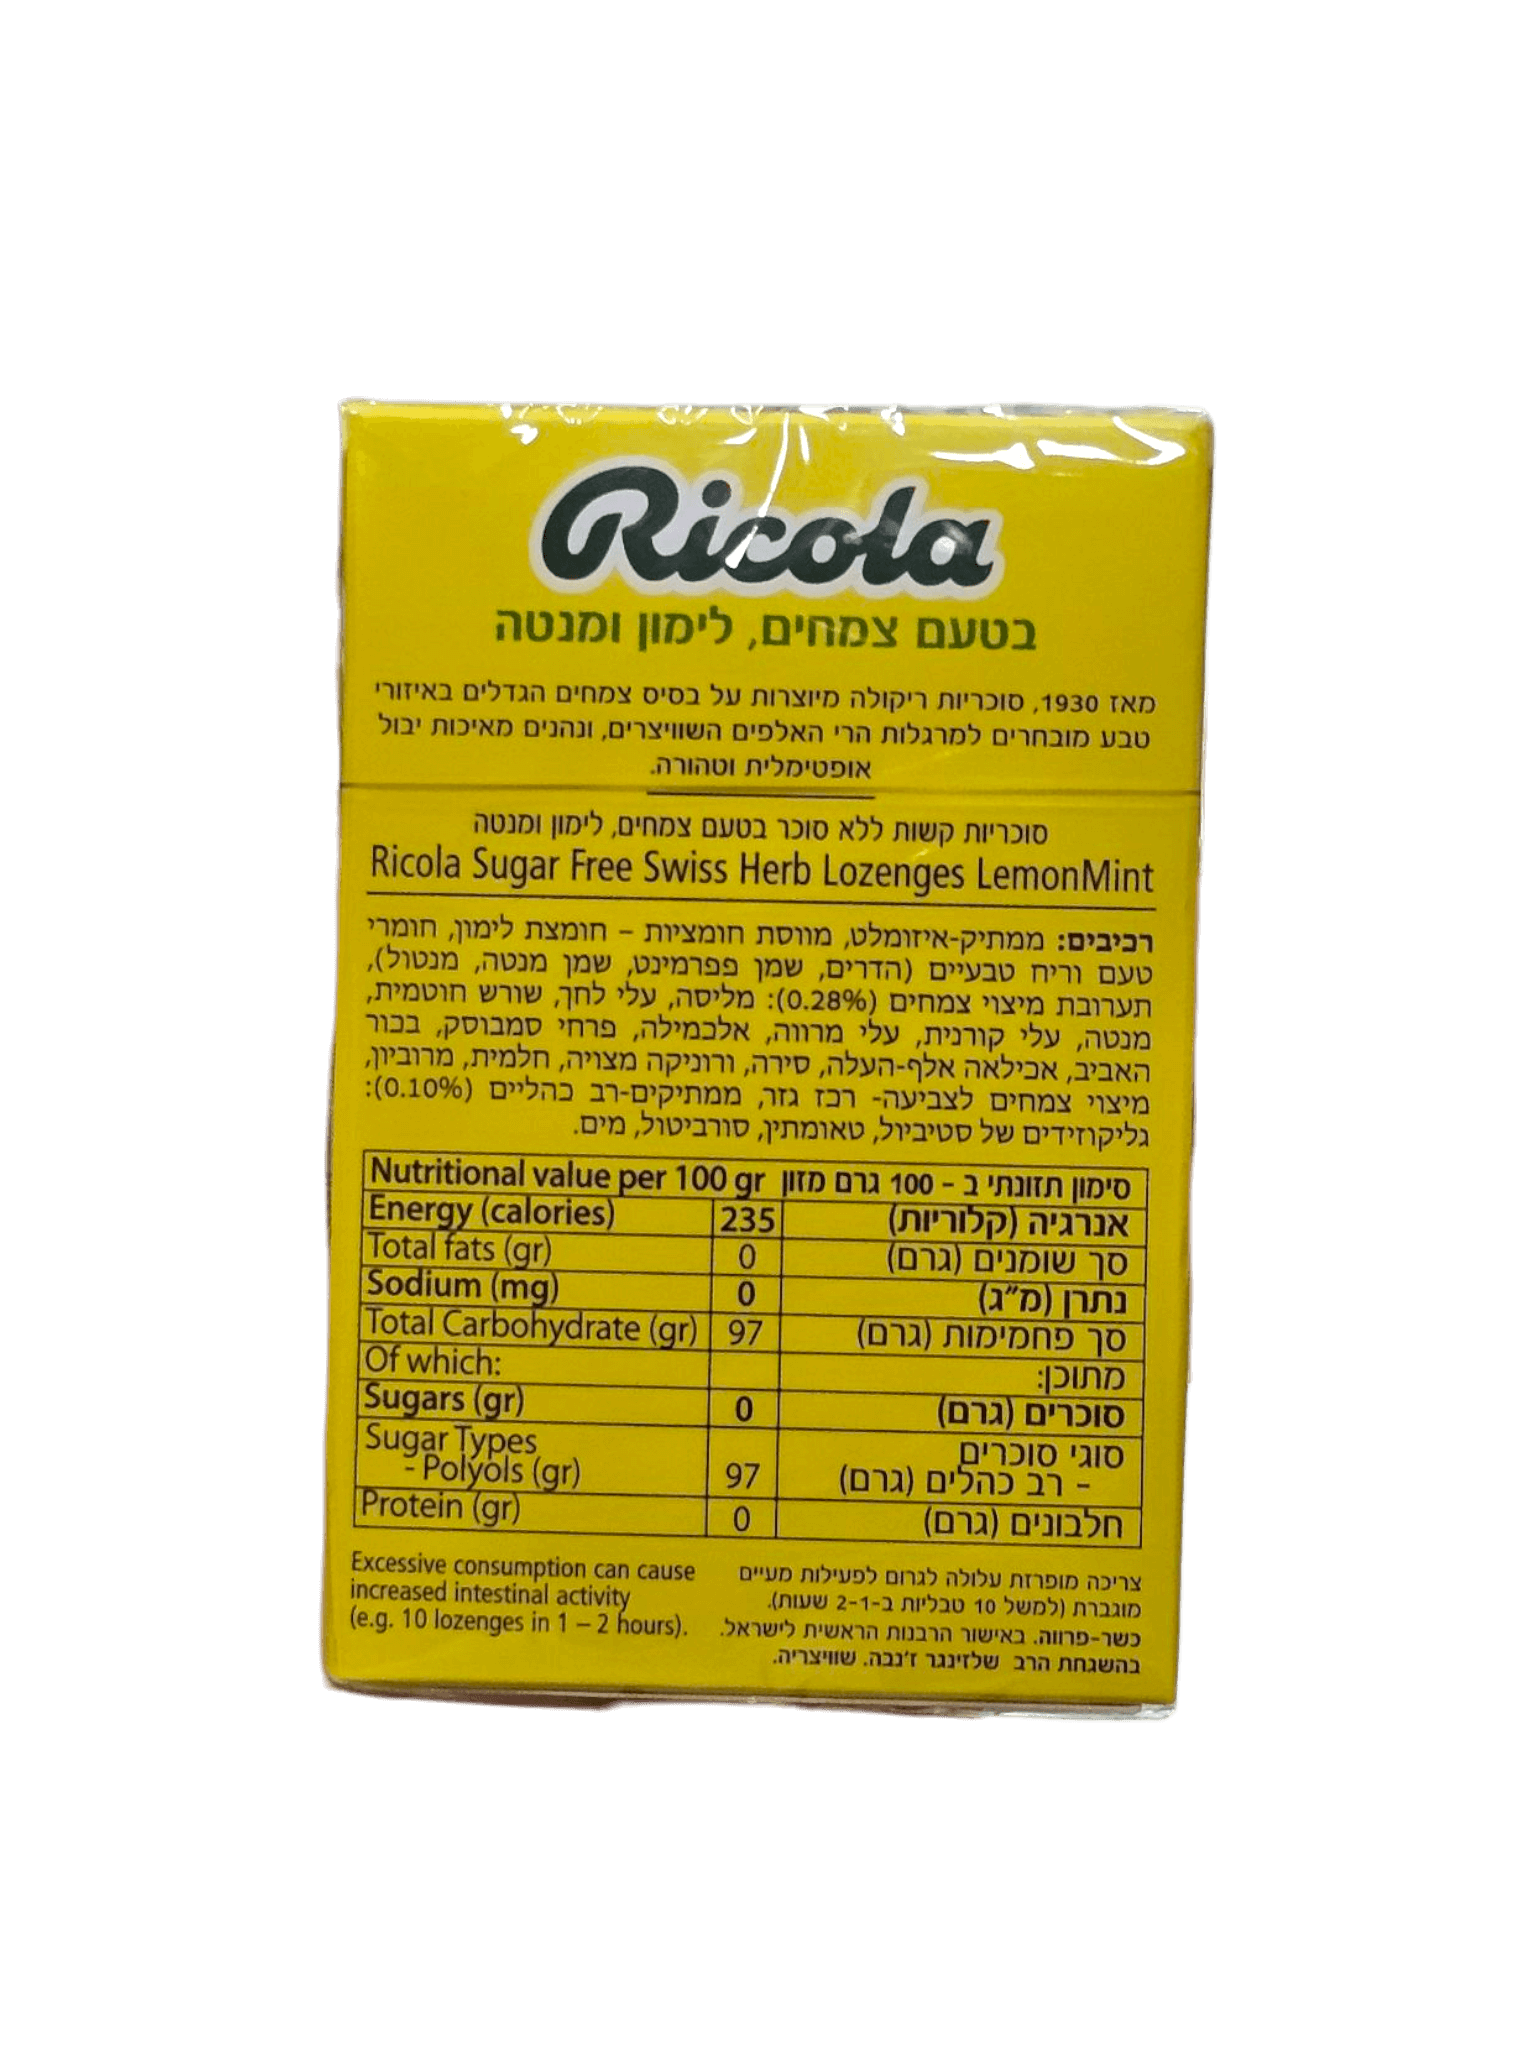 Ricola
בטעם צמחים, לימון ומנטה
מאז 1930, סוכריות ריקולה מיוצרות על בסיס צמחים הגדלים באיזורי
טבע מובחרים למרגלות הרי האלפים השוויצרים, ונהנים מאיכות יבול
אופטימלית וטהורה.
סוכריות קשות ללא סוכר בטעם צמחים, לימון ומנטה
Ricola Sugar Free Swiss Herb Lozenges LemonMint
רכיבים: ממתיק-איזומלט, מווסת חומציות – חומצת לימון, חומרי
טעם וריח טבעיים (הדרים, שמן פפרמינט, שמן מנטה, מנטול),
תערובת מיצוי צמחים (0.28%): מליסה, עלי לחך, שורש חוטמית,
מנטה, עלי קורנית, עלי מרווה, אלכמילה, פרחי סמבוסק, בכור
האביב, אכילאה אלף-העלה, סירה, ורוניקה מצויה, חלמית, מרוביון,
מיצוי צמחים לצביעה- רכז גזר, ממתיקים-רב כהליים (0.10%):
גליקוזידים של סטיביול, טאומתין, סורביטול, מים.
Nutritional value per 100 gr סימון תזונתי ב - 100 גרם מזון
Energy (calories) 235 אנרגיה (קלוריות)
Total fats (gr) 0 סך שומנים (גרם)
Sodium (mg) 0 נתרן (מ״ג)
Total Carbohydrate (gr) 97 סך פחמימות (גרם)
Of which: מתוכן:
Sugars (gr) 0 סוכרים (גרם)
Sugar Types סוגי סוכרים
- Polyols (gr) 97 - רב כהלים (גרם)
Protein (gr) 0 חלבונים (גרם)
Excessive consumption can cause
increased intestinal activity
(e.g. 10 lozenges in 1 – 2 hours).
צריכה מופרזת עלולה לגרום לפעילות מעיים
מוגברת (למשל 10 טבליות ב-1-2 שעות).
כשר-פרווה. באישור הרבנות הראשית לישראל.
בהשגחת הרב שלזינגר ז'נבה. שוויצריה.